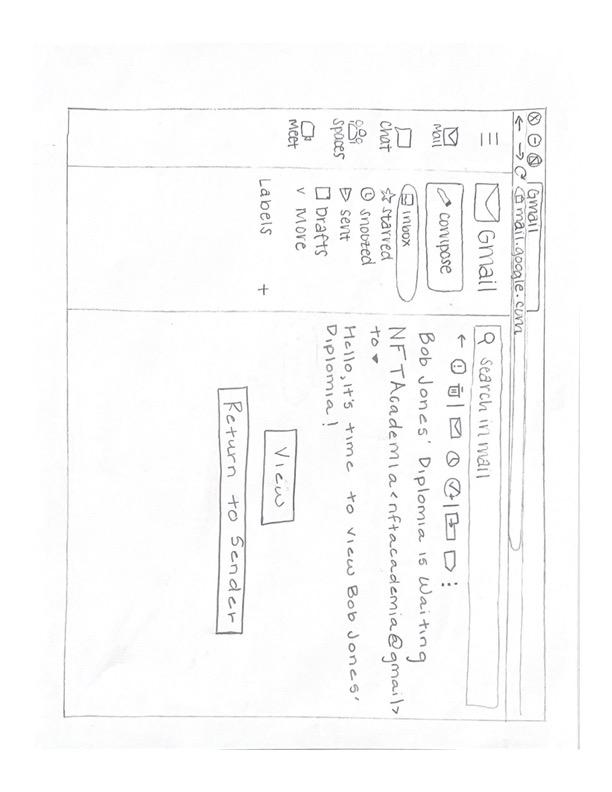 Gmail
mail.google.com
Mail
Chat
Spaces
Meet
Gmail
Compose
Inbox
Starred
Snoozed
Sent
Drafts
More
Labels +
Search in mail
Bob Jones' Diplomia is Waiting
NFTAcademia<nftacademia@gmail>
to
Hello, it's time to view Bob Jones'
Diplomia!
View
Return to Sender